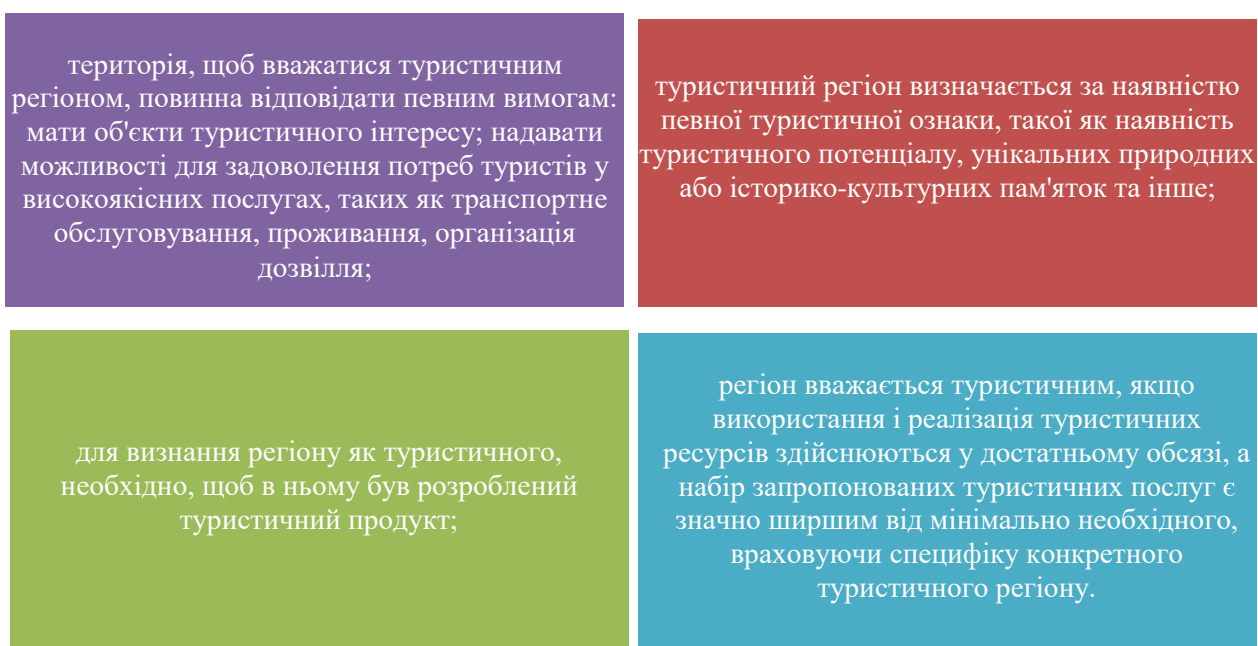 територія, щоб вважатися туристичним
регіоном, повинна відповідати певним вимогам:
мати об'єкти туристичного інтересу; надавати
можливості для задоволення потреб туристів у
високоякісних послугах, таких як транспортне
обслуговування, проживання, організація
дозвілля;
туристичний регіон визначається за наявністю
певної туристичної ознаки, такої як наявність
туристичного потенціалу, унікальних природних
або історико-культурних пам'яток та інше;
для визнання регіону як туристичного,
необхідно, щоб в ньому був розроблений
туристичний продукт;
регіон вважається туристичним, якщо
використання і реалізація туристичних
ресурсів здійснюються у достатньому обсязі, а
набір запропонованих туристичних послуг є
значно ширшим від мінімально необхідного,
враховуючи специфіку конкретного
туристичного регіону.